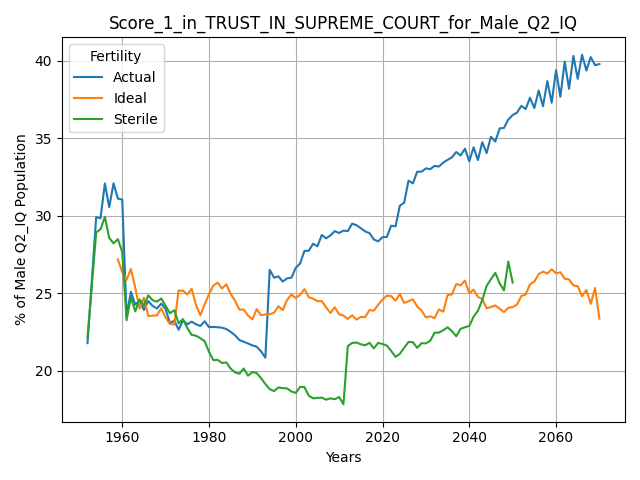 Score_1_in_TRUST_IN_SUPREME_COURT_for_Male_Q2_IQ
Fertility
Actual
Ideal
Sterile
% of Male Q2_IQ Population
40
35
30
25
20
1960
1980
2000
2020
2040
2060
Years